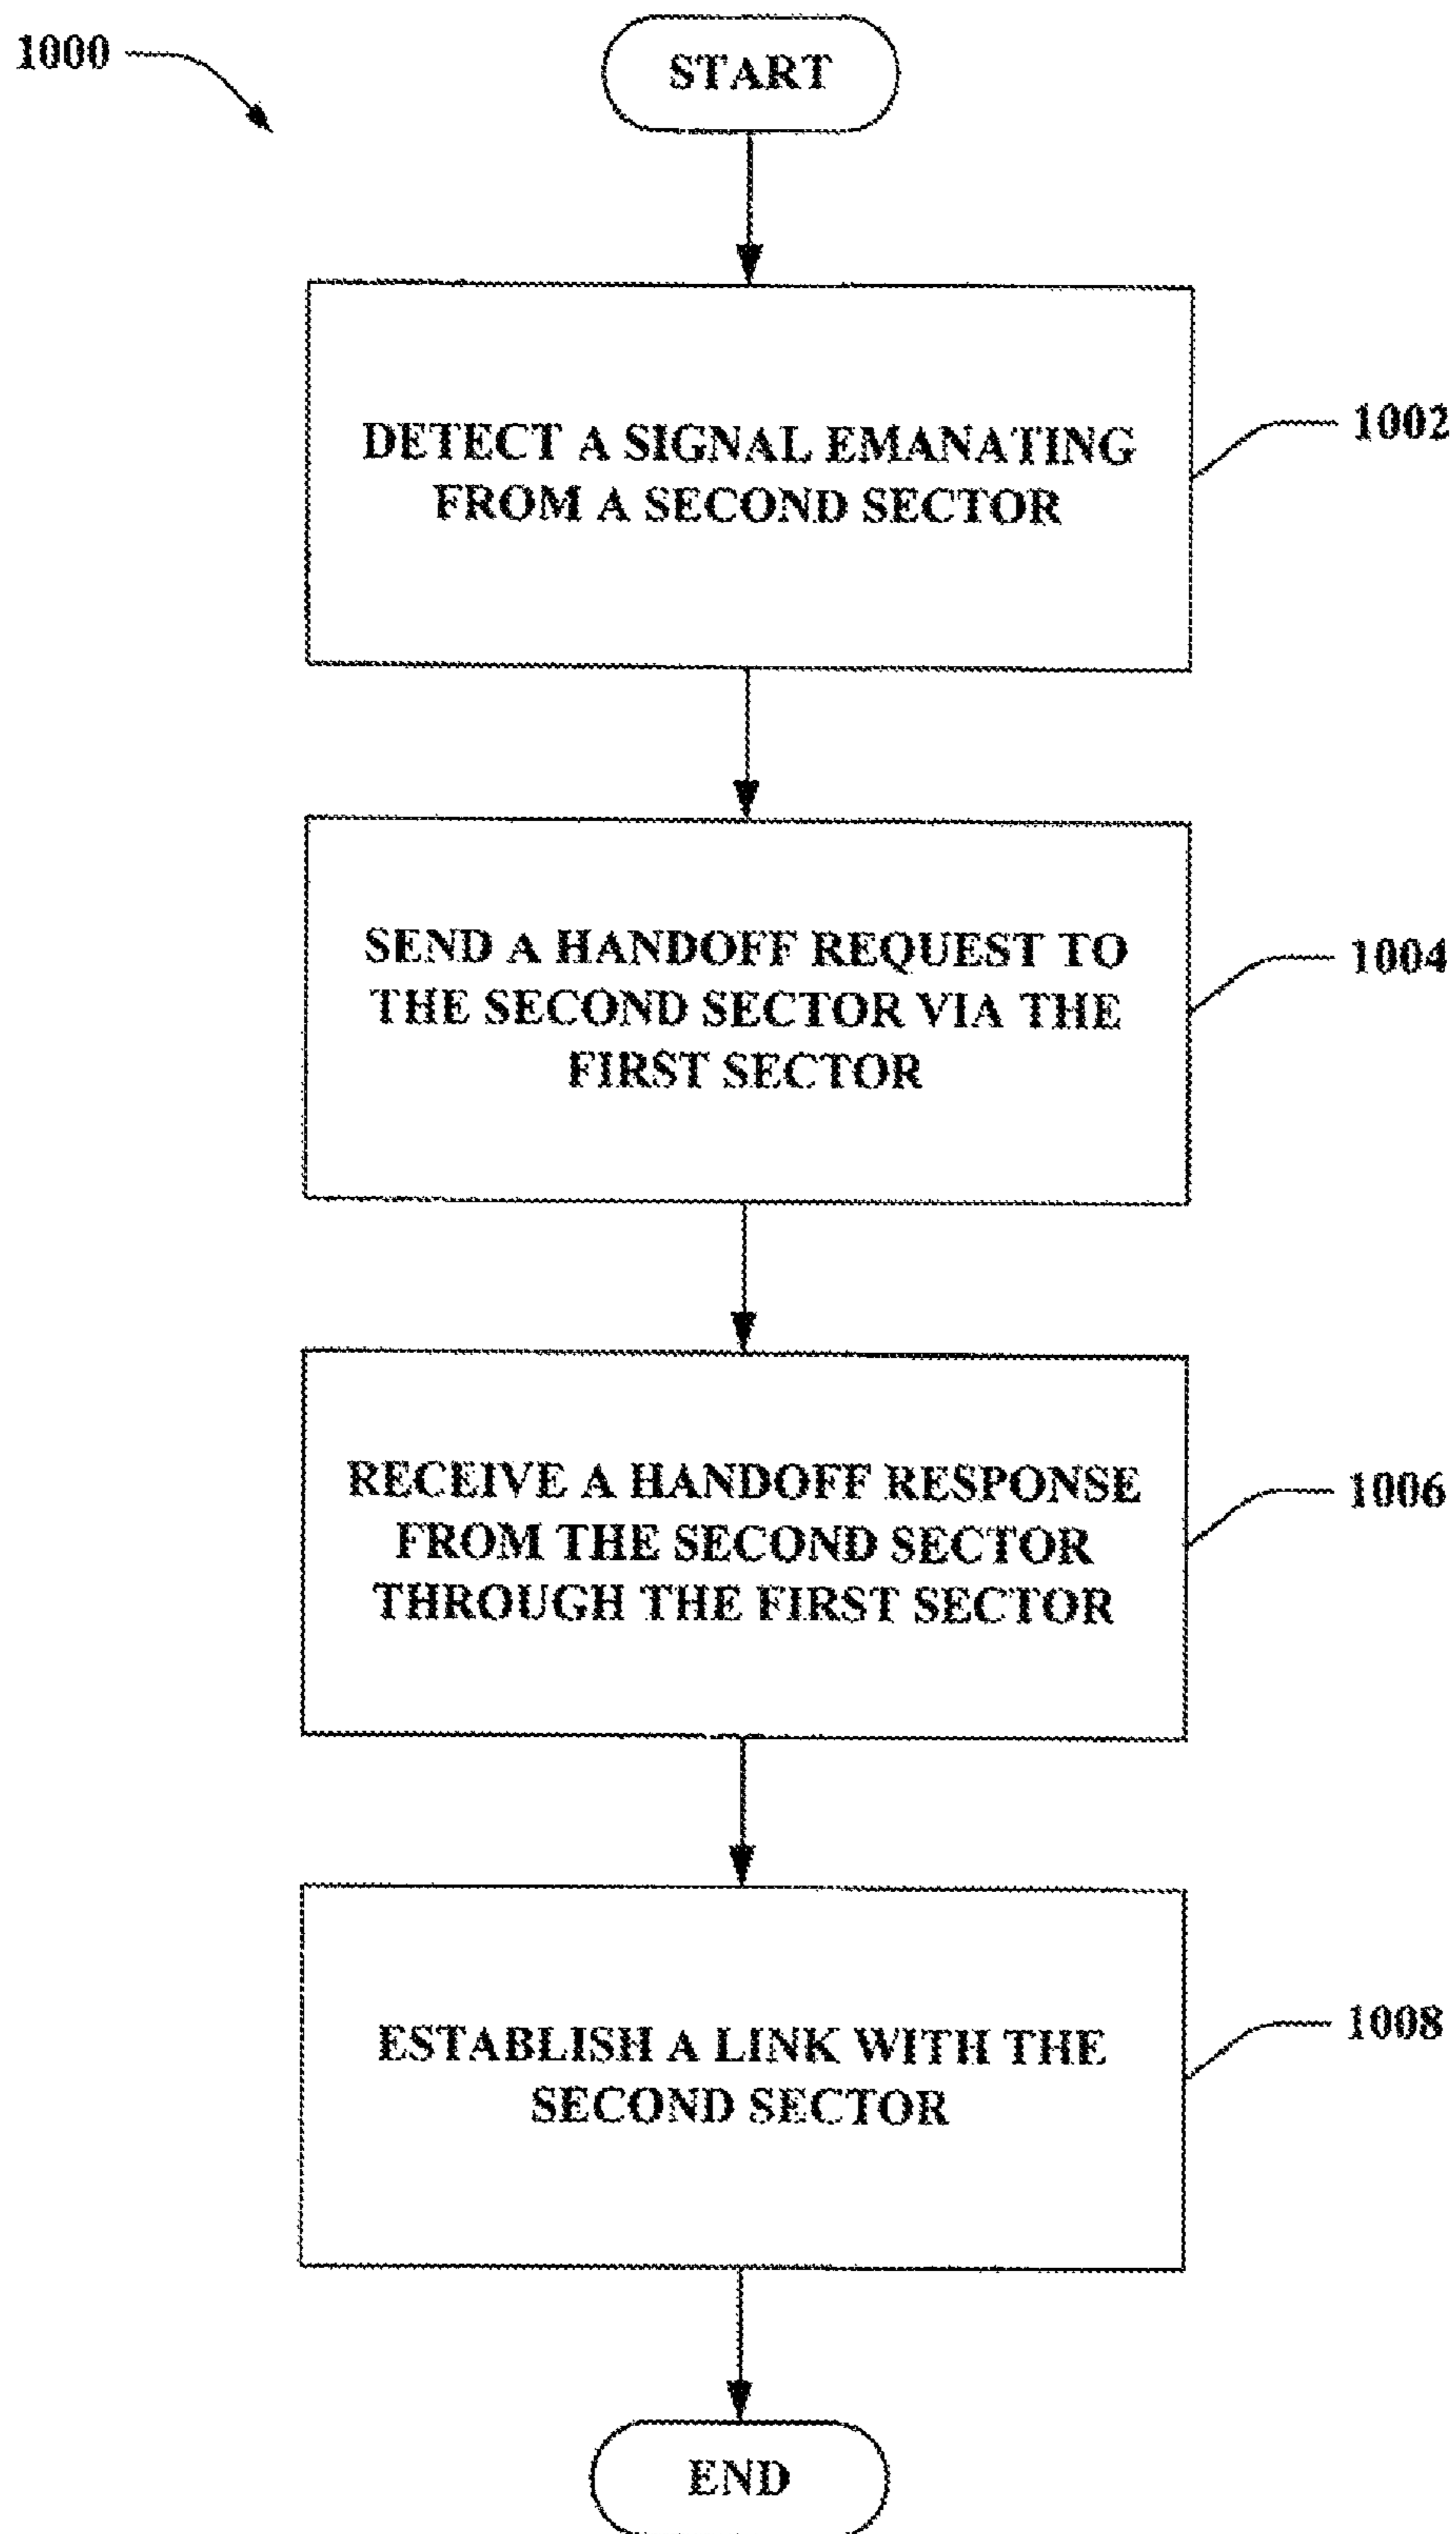 1000
START
DETECT A SIGNAL EMANATING
FROM A SECOND SECTOR
1002
SEND A HANDOFF REQUEST TO
THE SECOND SECTOR VIA THE
FIRST SECTOR
1004
RECEIVE A HANDOFF RESPONSE
FROM THE SECOND SECTOR
THROUGH THE FIRST SECTOR
1006
ESTABLISH A LINK WITH THE
SECOND SECTOR
1008
END